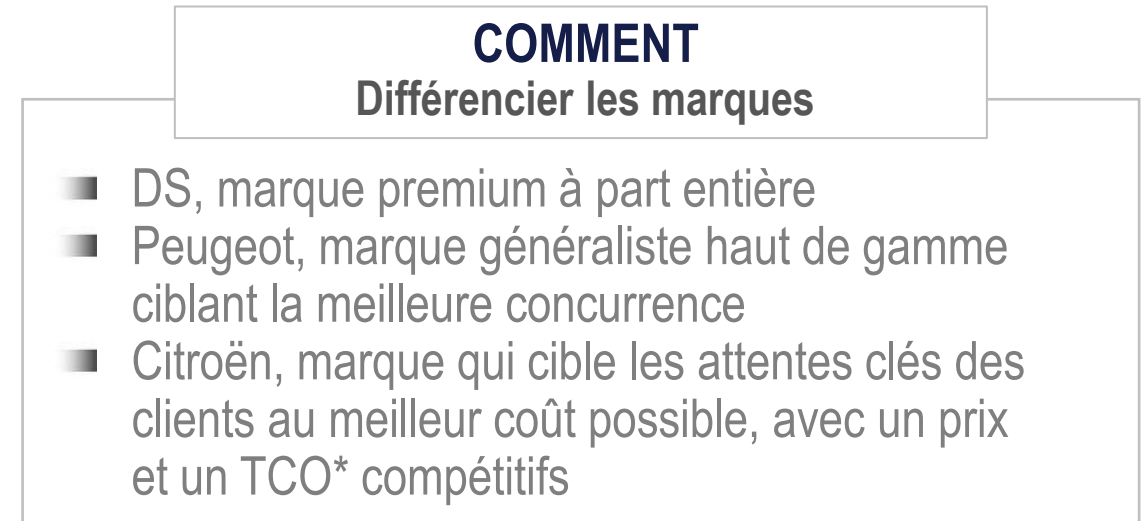 COMMENT
Différencier les marques
DS, marque premium à part entière
Peugeot, marque généraliste haut de gamme
ciblant la meilleure concurrence
Citroën, marque qui cible les attentes clés des
clients au meilleur coût possible, avec un prix
et un TCO* compétitifs